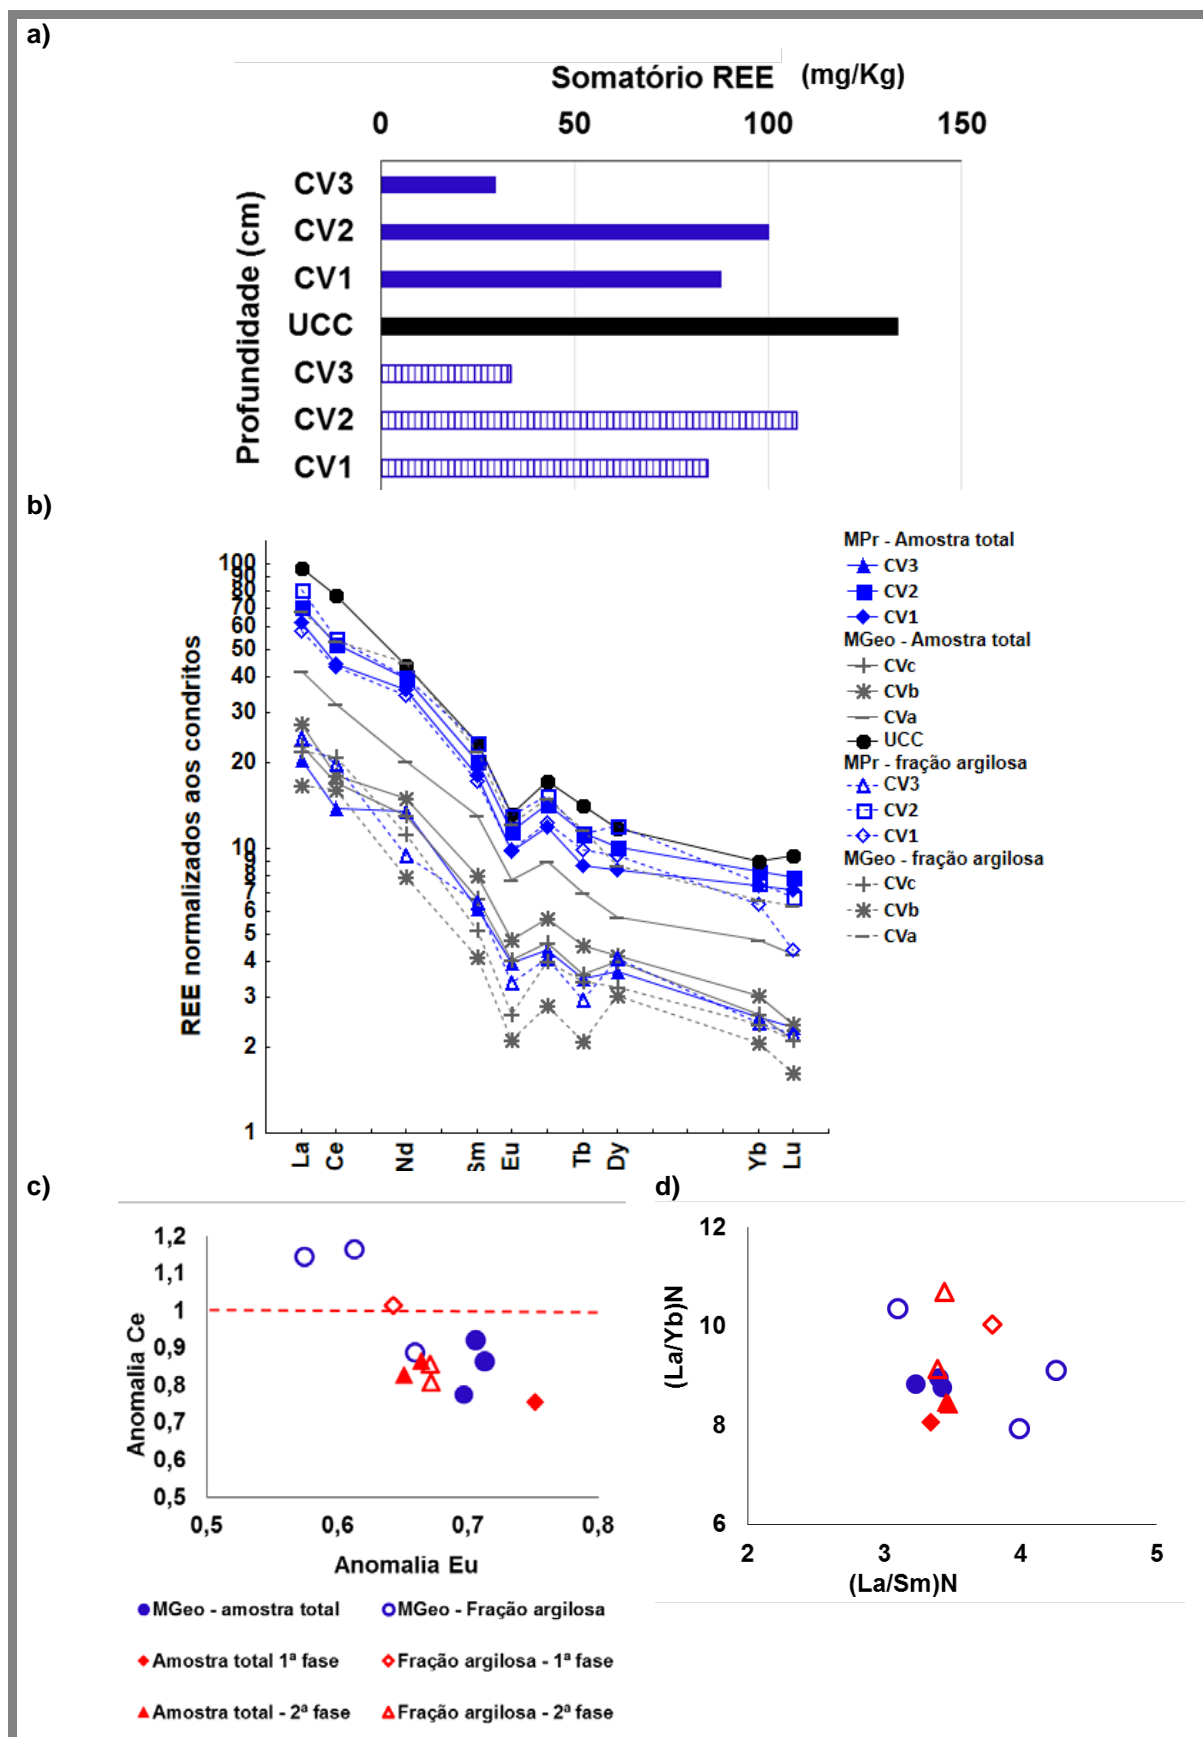 a)
Somatório REE (mg/Kg)
0 50 100 150
Profundidade (cm)
CV3
CV2
CV1
UCC
CV3
CV2
CV1
b)
REE normalizados aos condritos
100
90
80
70
60
50
40
30
20
10
9
8
7
6
5
4
3
2
1
La Ce Nd Sm Eu Tb Dy Yb Lu
MPr - Amostra total
CV3
CV2
CV1
MGeo - Amostra total
CVc
CVb
CVa
UCC
MPr - fração argilosa
CV3
CV2
CV1
MGeo - fração argilosa
CVc
CVb
CVa
c)
Anomalia Ce
1,2
1,1
1
0,9
0,8
0,7
0,6
0,5
0,5 0,6 0,7 0,8
Anomalia Eu
MGeo - amostra total MGeo - Fração argilosa
Amostra total 1ª fase Fração argilosa - 1ª fase
Amostra total - 2ª fase Fração argilosa - 2ª fase
d)
(La/Yb)N
12
10
8
6
2 3 4 5
(La/Sm)N